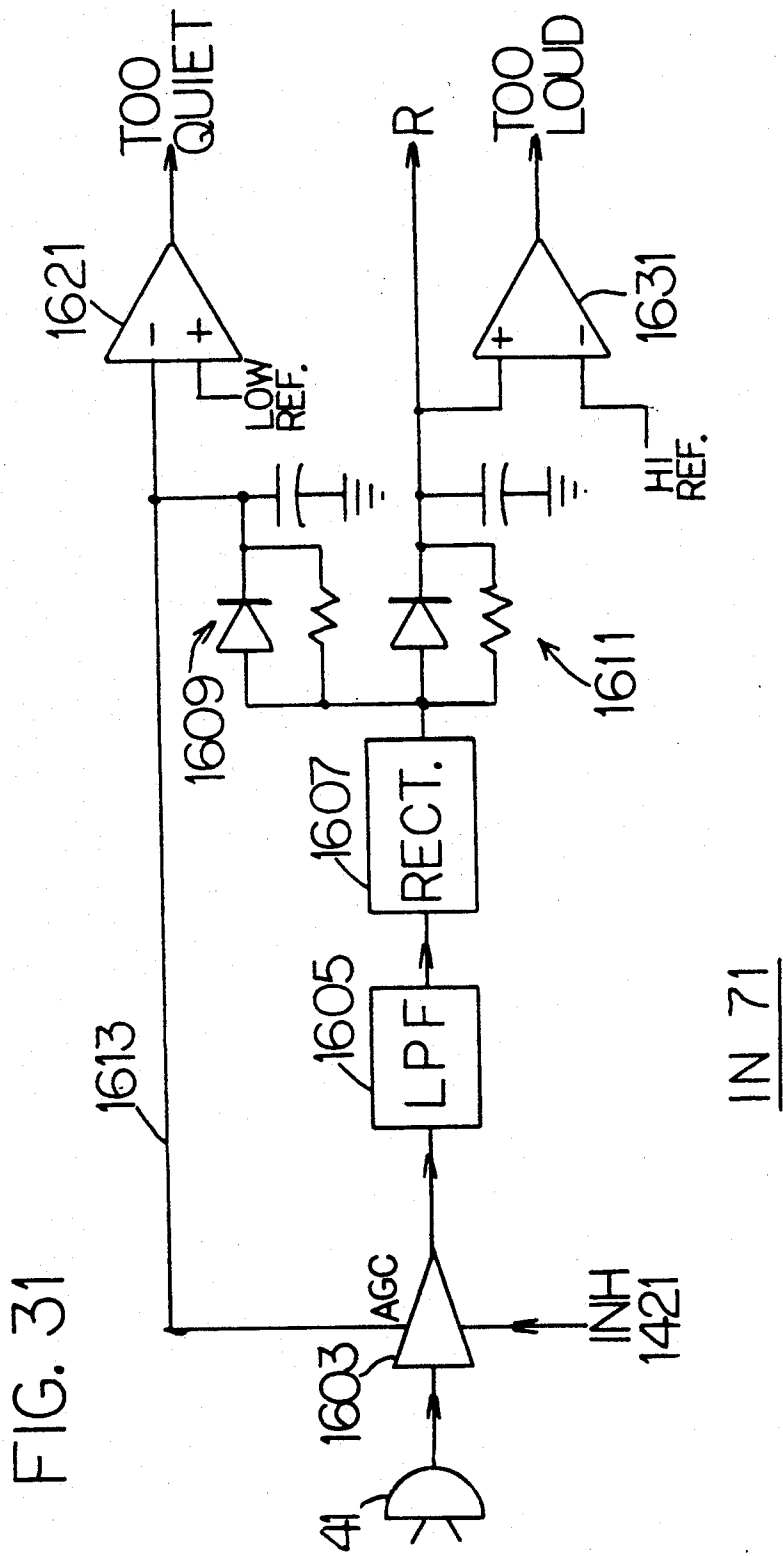 FIG. 31
1613
1621
TOO
QUIET
LOW
REF.
-
+
1609
R
41
1603
AGC
1605
LPF
1607
RECT.
1611
TOO
LOUD
+
-
1631
HI
REF.
INH
1421
IN 71